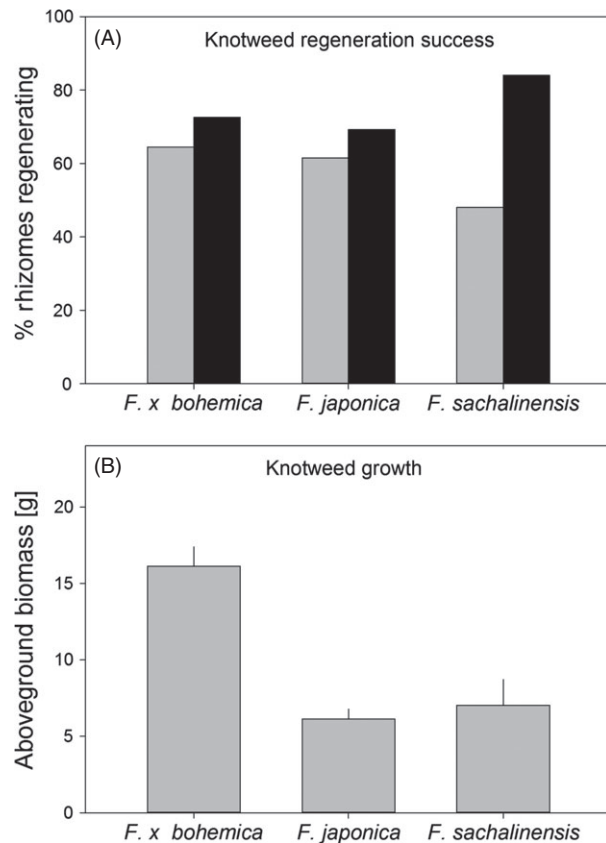 (A) Knotweed regeneration success
% rhizomes regenerating
100
80
60
40
20
0
F. x bohemica F. japonica F. sachalinensis
(B) Knotweed growth
Aboveground biomass [g]
20
15
10
5
0
F. x bohemica F. japonica F. sachalinensis